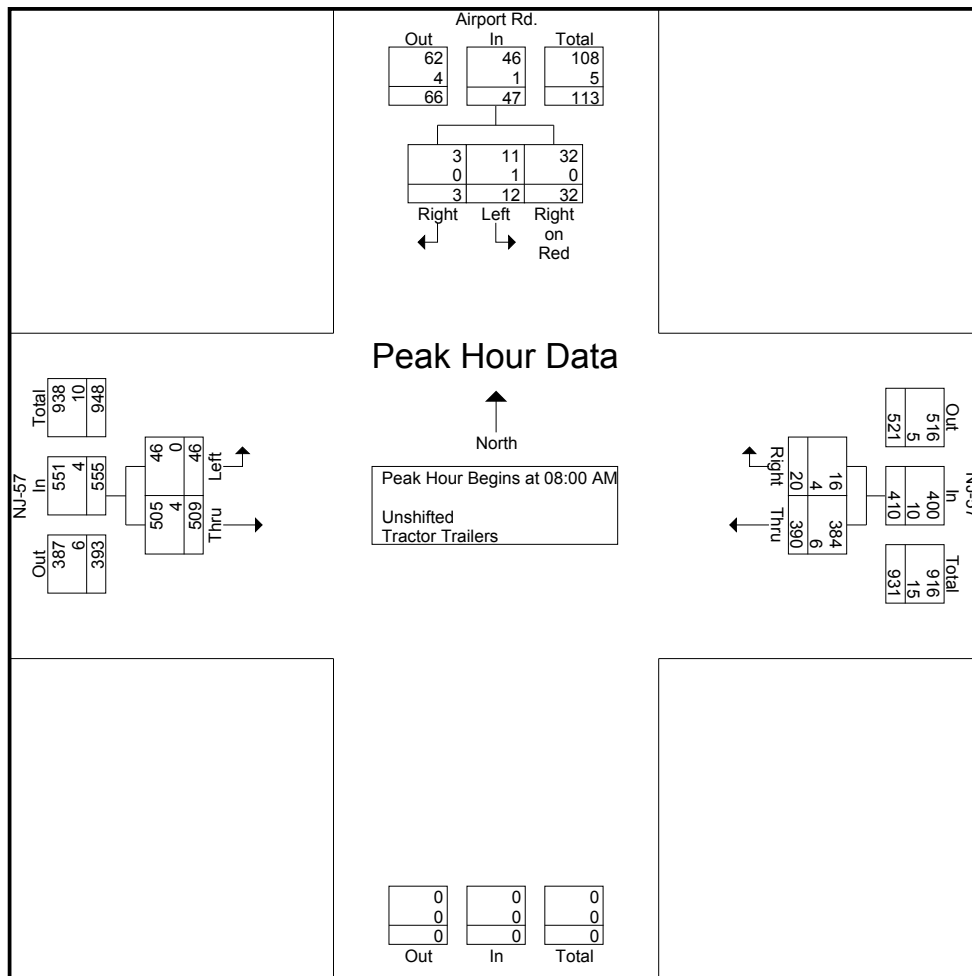 Airport Rd.
Out In Total
62 46 108
4 1 5
66 47 113
3 11 32
0 1 0
3 12 32
Right Left Right
on
Red
Peak Hour Data
North
Peak Hour Begins at 08:00 AM
Unshifted
Tractor Trailers
NJ-57
Total
938
10
948
In
551
4
555
Out
387
6
393
Left
46
0
46
Thru
505
4
509
Right
16
4
20
Thru
384
6
390
NJ-57
Out
516
5
521
In
400
10
410
Total
916
15
931
0 0 0
0 0 0
0 0 0
Out In Total